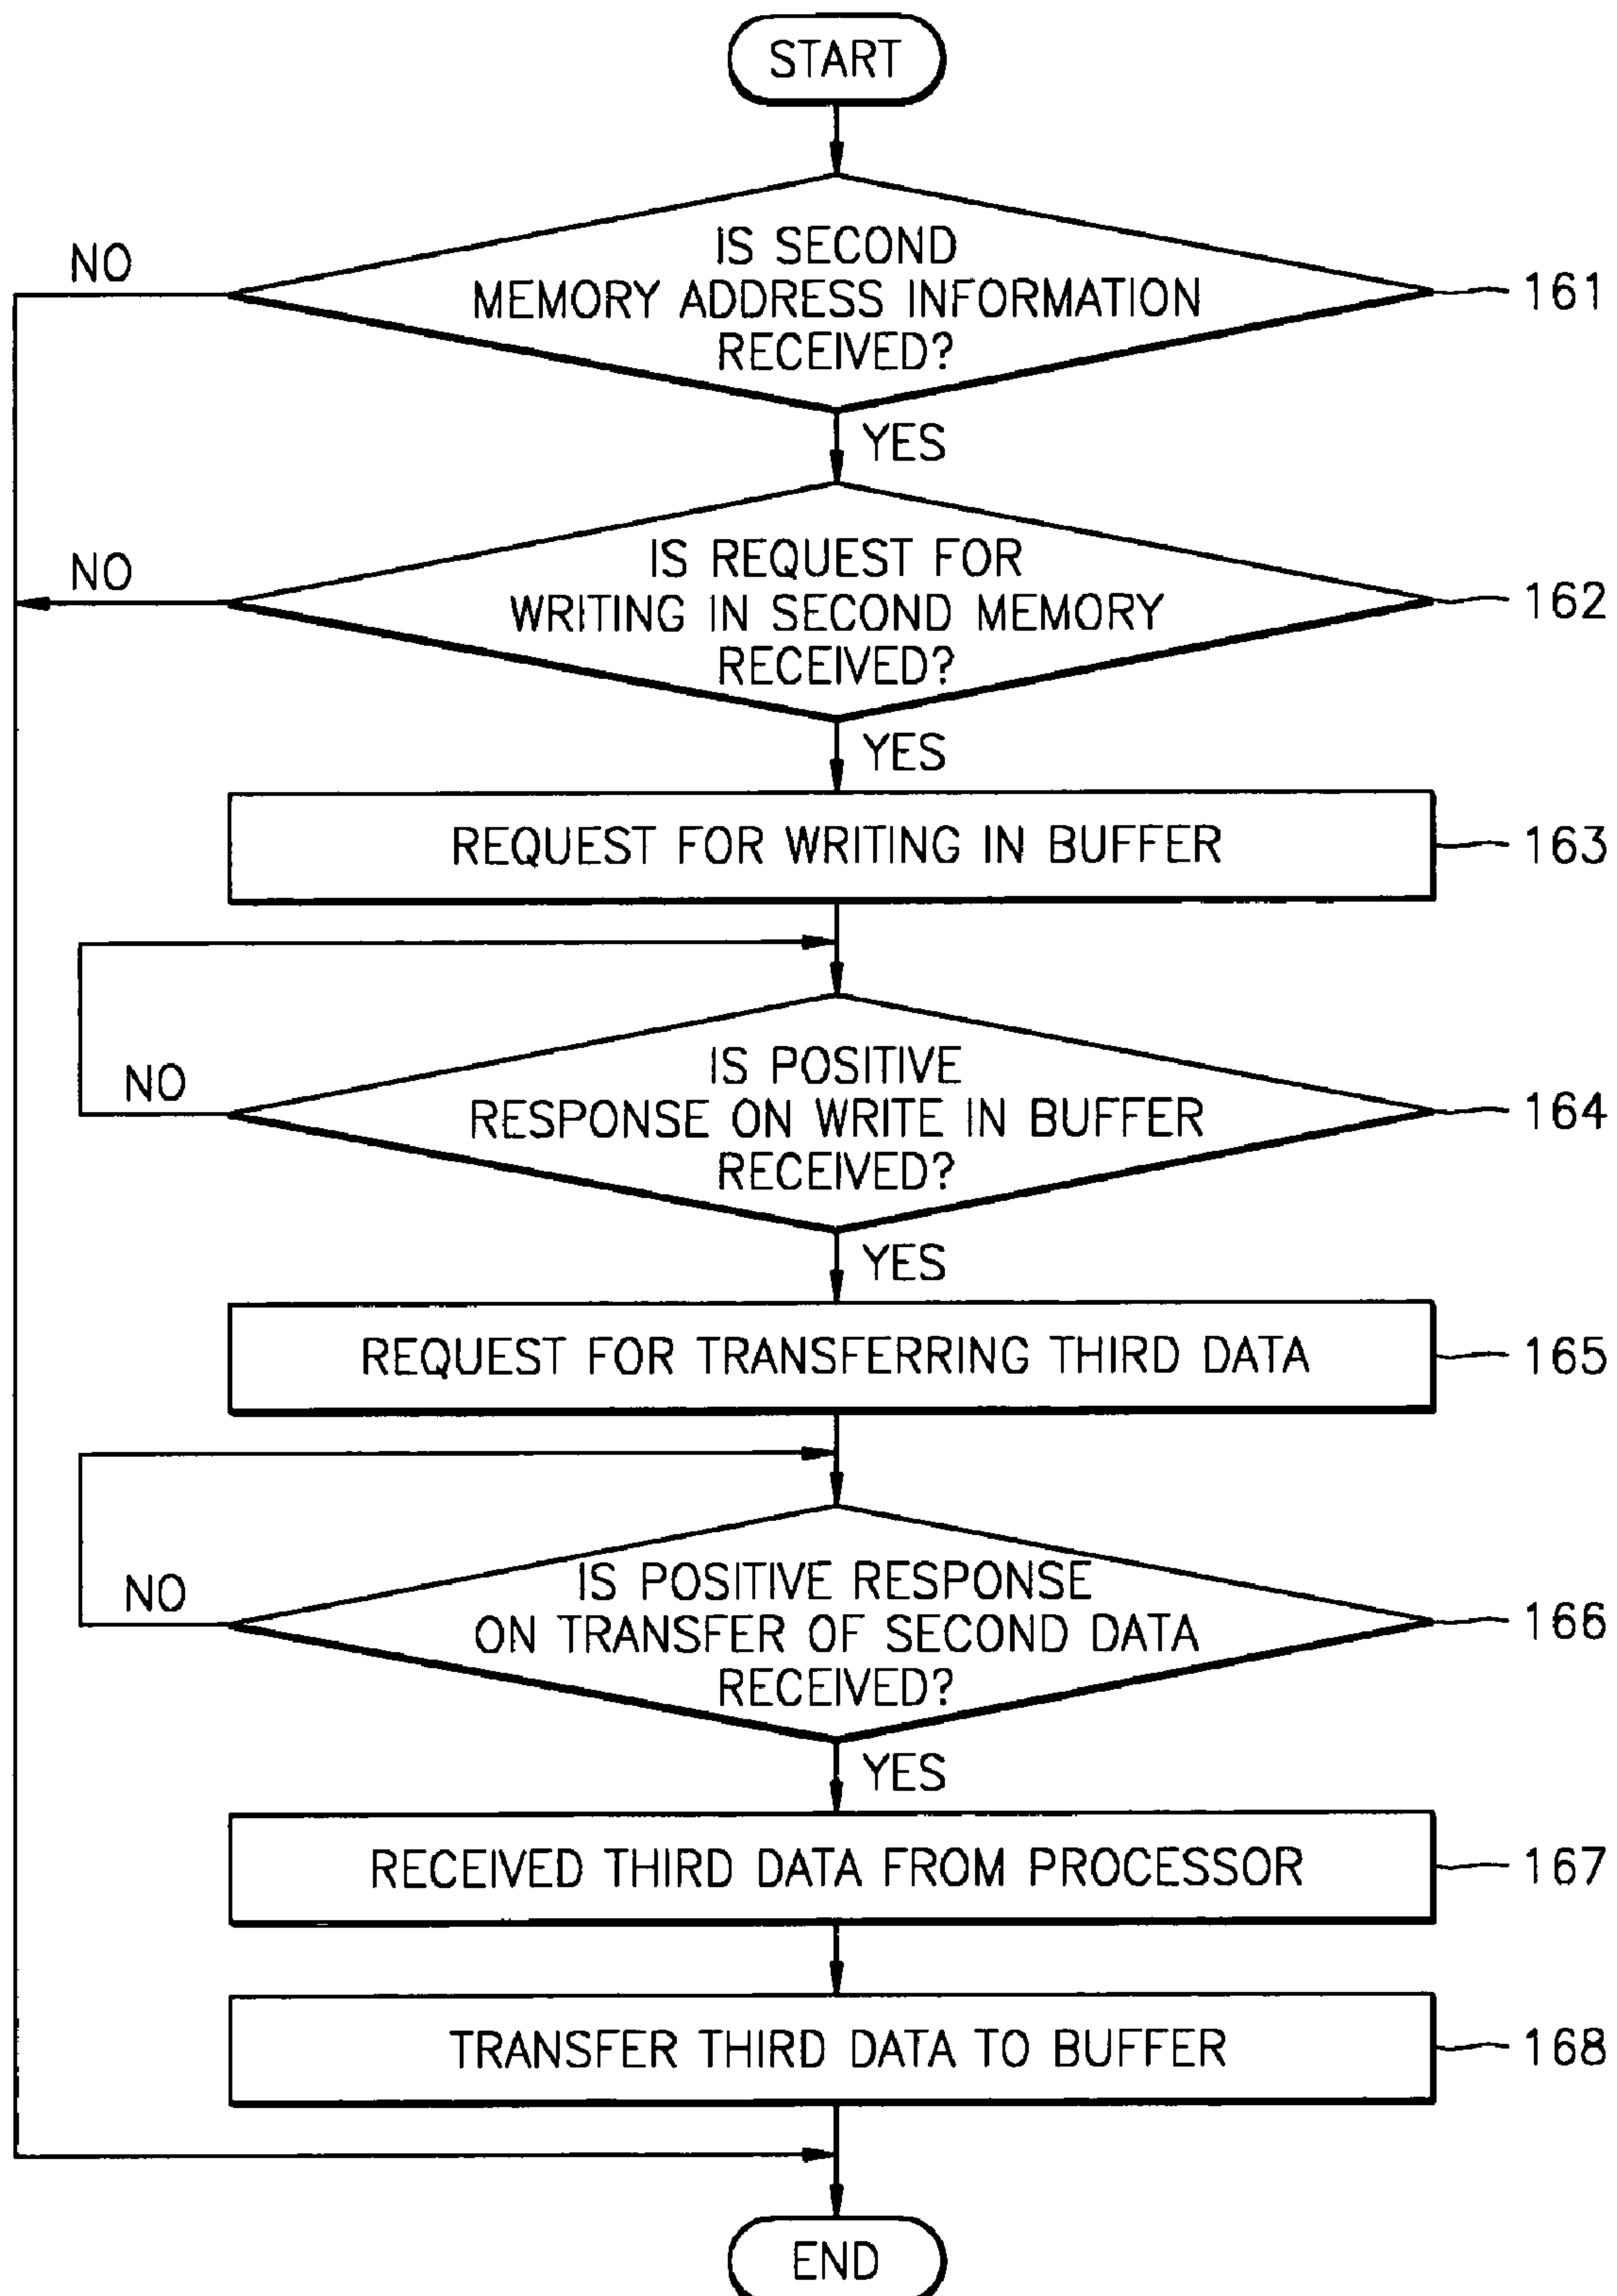 START
IS SECOND
MEMORY ADDRESS INFORMATION
RECEIVED?
161
NO
YES
IS REQUEST FOR
WRITING IN SECOND MEMORY
RECEIVED?
162
NO
YES
REQUEST FOR WRITING IN BUFFER
163
IS POSITIVE
RESPONSE ON WRITE IN BUFFER
RECEIVED?
164
NO
YES
REQUEST FOR TRANSFERRING THIRD DATA
165
IS POSITIVE RESPONSE
ON TRANSFER OF SECOND DATA
RECEIVED?
166
NO
YES
RECEIVED THIRD DATA FROM PROCESSOR
167
TRANSFER THIRD DATA TO BUFFER
168
END